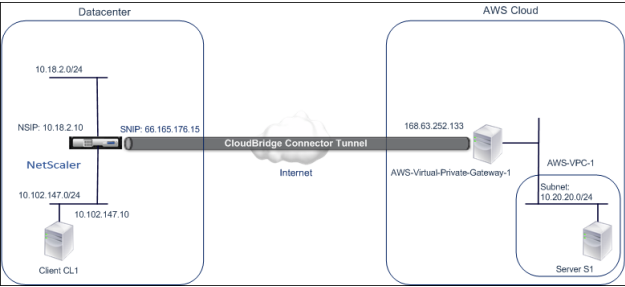 Datacenter
AWS Cloud
10.18.2.0/24
NSIP: 10.18.2.10
SNIP: 66.165.176.15
CloudBridge Connector Tunnel
168.63.252.133
NetScaler
Internet
AWS-Virtual-Private-Gateway-1
AWS-VPC-1
Subnet:
10.20.20.0/24
10.102.147.0/24
10.102.147.10
Client CL1
Server S1